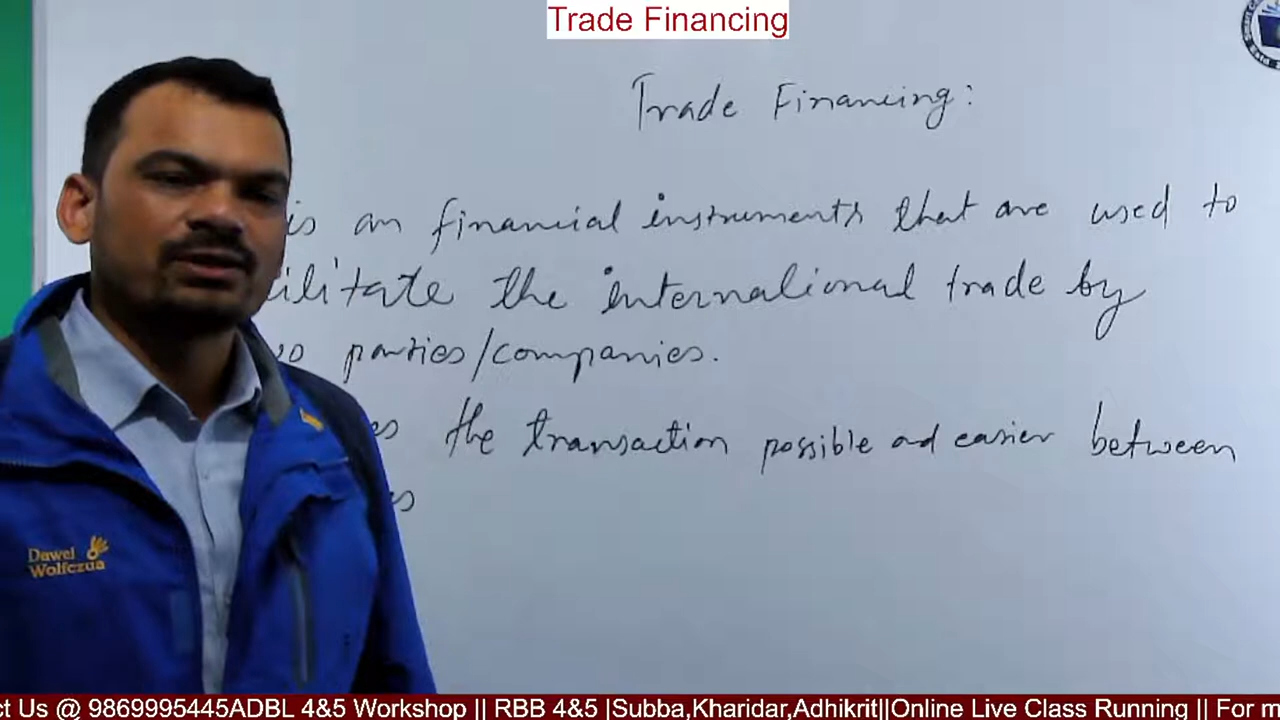 Trade Financing
Trade Financing:
is an financial instruments that are used to
ilitate the international trade by
parties/companies.
es the transaction possible and easier between
es
Dawel
Wolfczua
ct Us @ 9869995445ADBL 4&5 Workshop || RBB 4&5 |Subba,Kharidar,Adhikrit||Online Live Class Running || For m